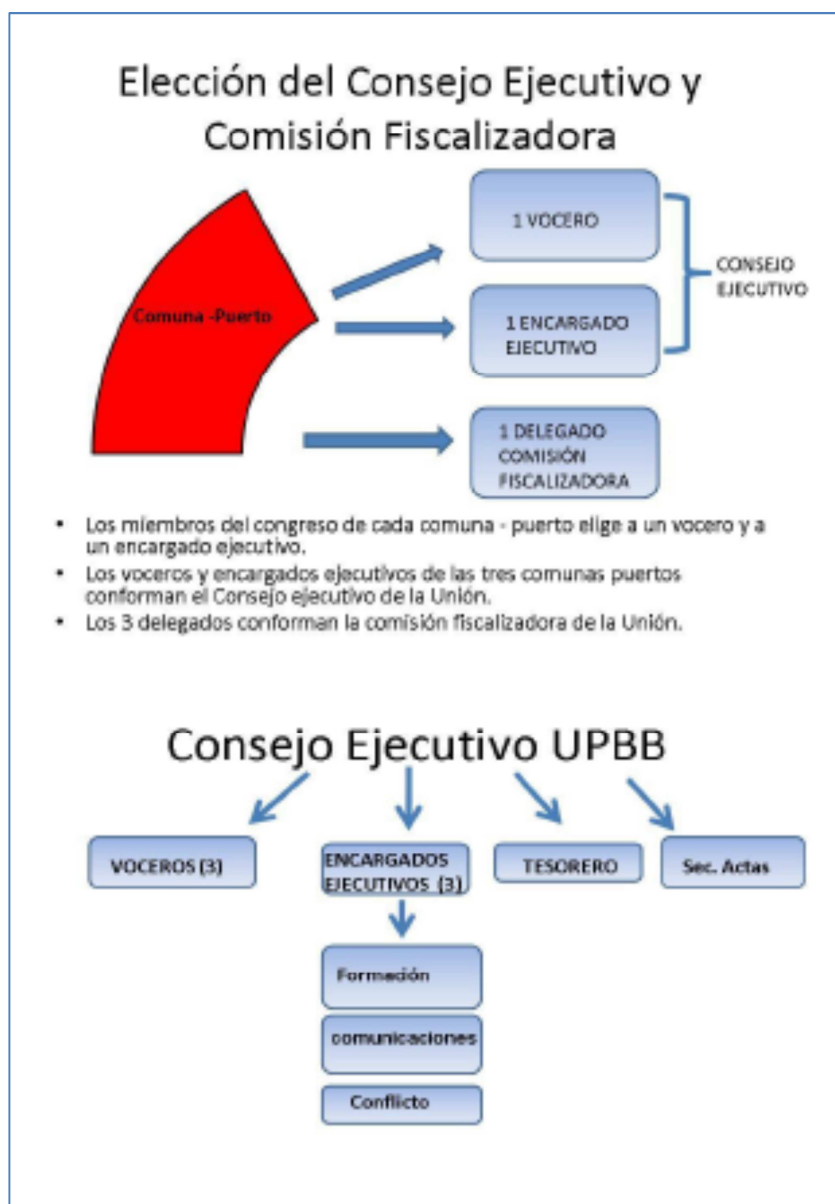 Elección del Consejo Ejecutivo y
Comisión Fiscalizadora
Comuna -Puerto
1 VOCERO
1 ENCARGADO
EJECUTIVO
CONSEJO
EJECUTIVO
1 DELEGADO
COMISIÓN
FISCALIZADORA
• Los miembros del congreso de cada comuna - puerto elige a un vocero y a
un encargado ejecutivo.
• Los voceros y encargados ejecutivos de las tres comunas puertos
conforman el Consejo ejecutivo de la Unión.
• Los 3 delegados conforman la comisión fiscalizadora de la Unión.
Consejo Ejecutivo UPBB
VOCEROS (3)
ENCARGADOS
EJECUTIVOS (3)
TESORERO
Sec. Actas
Formación
comunicaciones
Conflicto